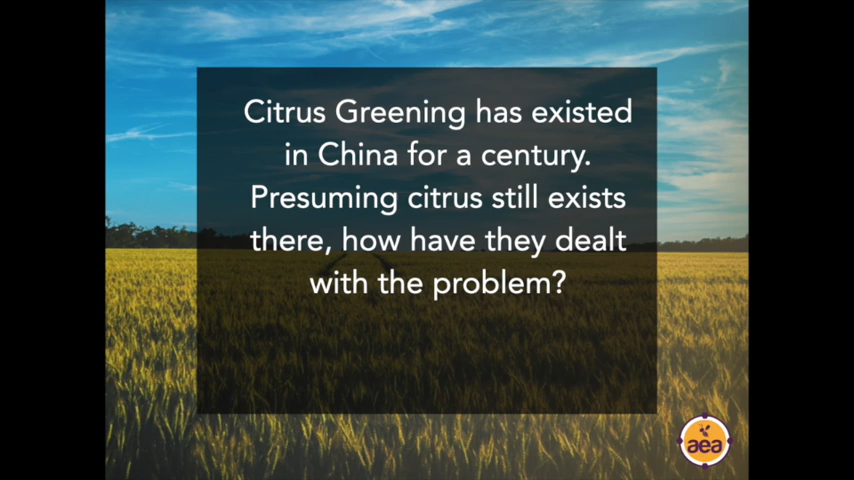 Citrus Greening has existed
in China for a century.
Presuming citrus still exists
there, how have they dealt
with the problem?
aea